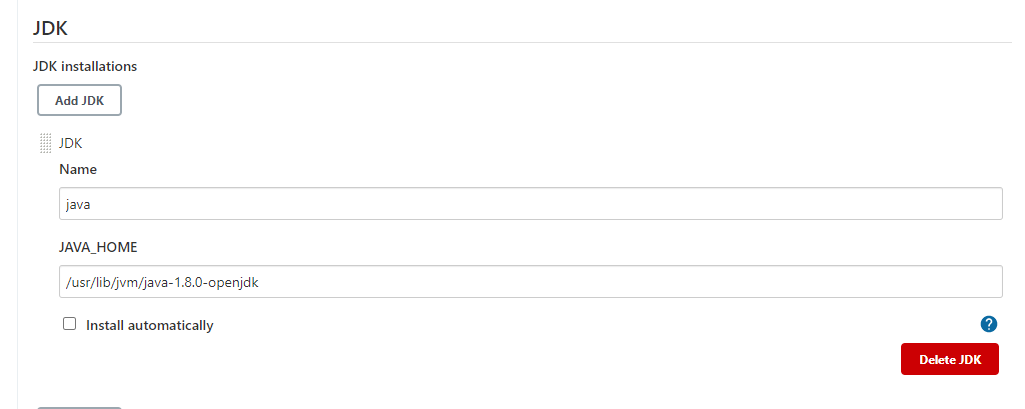 JDK
JDK installations
Add JDK
JDK
Name
java
JAVA_HOME
/usr/lib/jvm/java-1.8.0-openjdk
Install automatically
?
Delete JDK